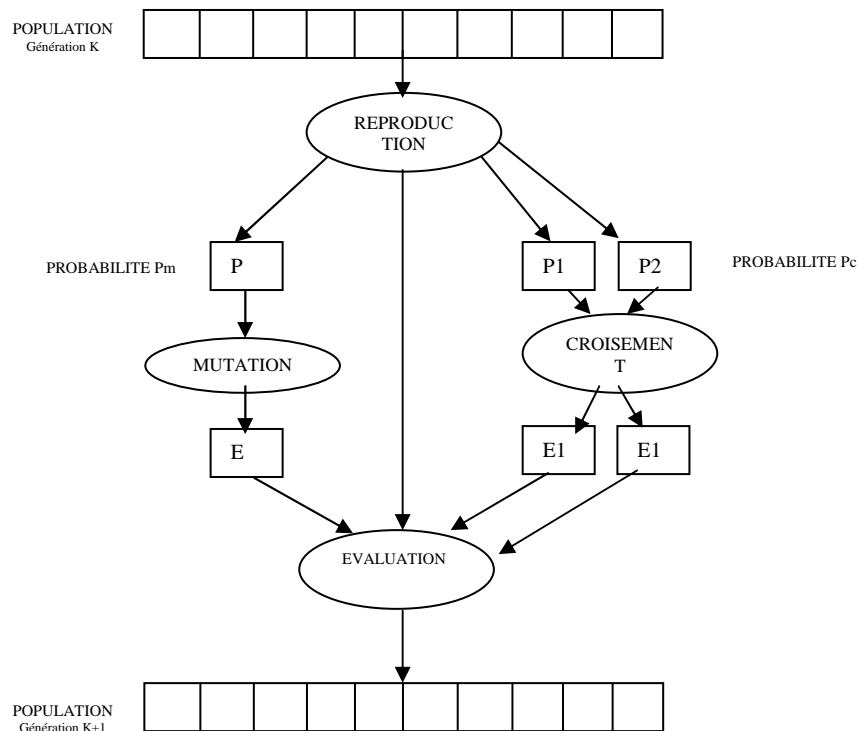 POPULATION
Génération K
REPRODUC
TION
PROBABILITE Pm
P
P1
P2
PROBABILITE Pc
MUTATION
CROISEMEN
T
E
E1
E1
EVALUATION
POPULATION
Génération K+1